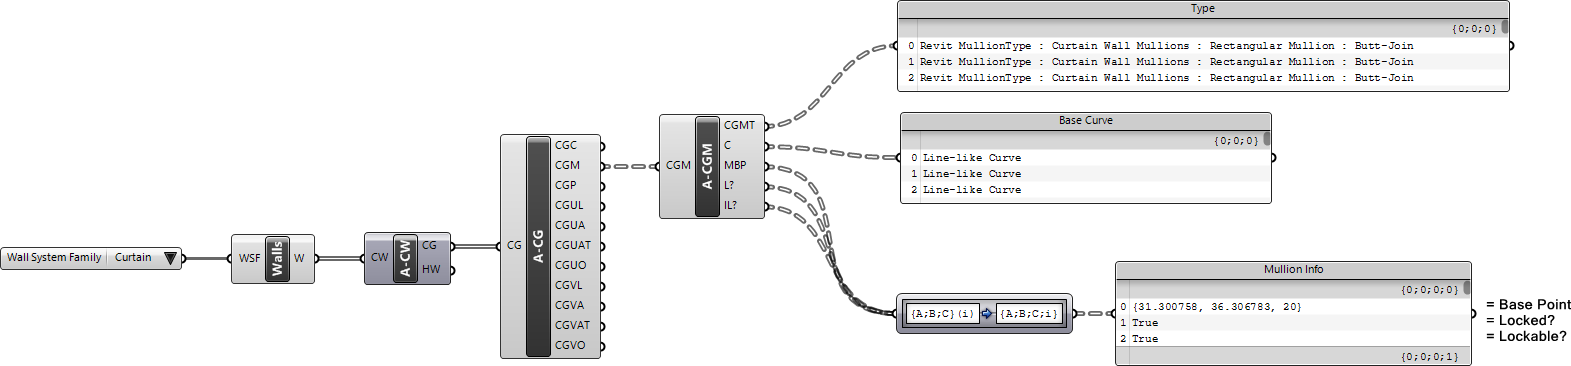 Wall System Family Curtain
WSF Walls W
CW A-CW CG HW
CG A-CG CGC CGM CGP CGUL CGUA CGUAT CGUO CGVL CGVA CGVAT CGVO
CGM A-CGM CGMT C MBP L? IL?
Type
{0;0;0}
0 Revit MullionType : Curtain Wall Mullions : Rectangular Mullion : Butt-Join
1 Revit MullionType : Curtain Wall Mullions : Rectangular Mullion : Butt-Join
2 Revit MullionType : Curtain Wall Mullions : Rectangular Mullion : Butt-Join
Base Curve
{0;0;0}
0 Line-like Curve
1 Line-like Curve
2 Line-like Curve
{A;B;C}(i) {A;B;C;i}
Mullion Info
{0;0;0;0}
0 {31.300758, 36.306783, 20}
1 True
2 True
{0;0;0;1}
= Base Point
= Locked?
= Lockable?